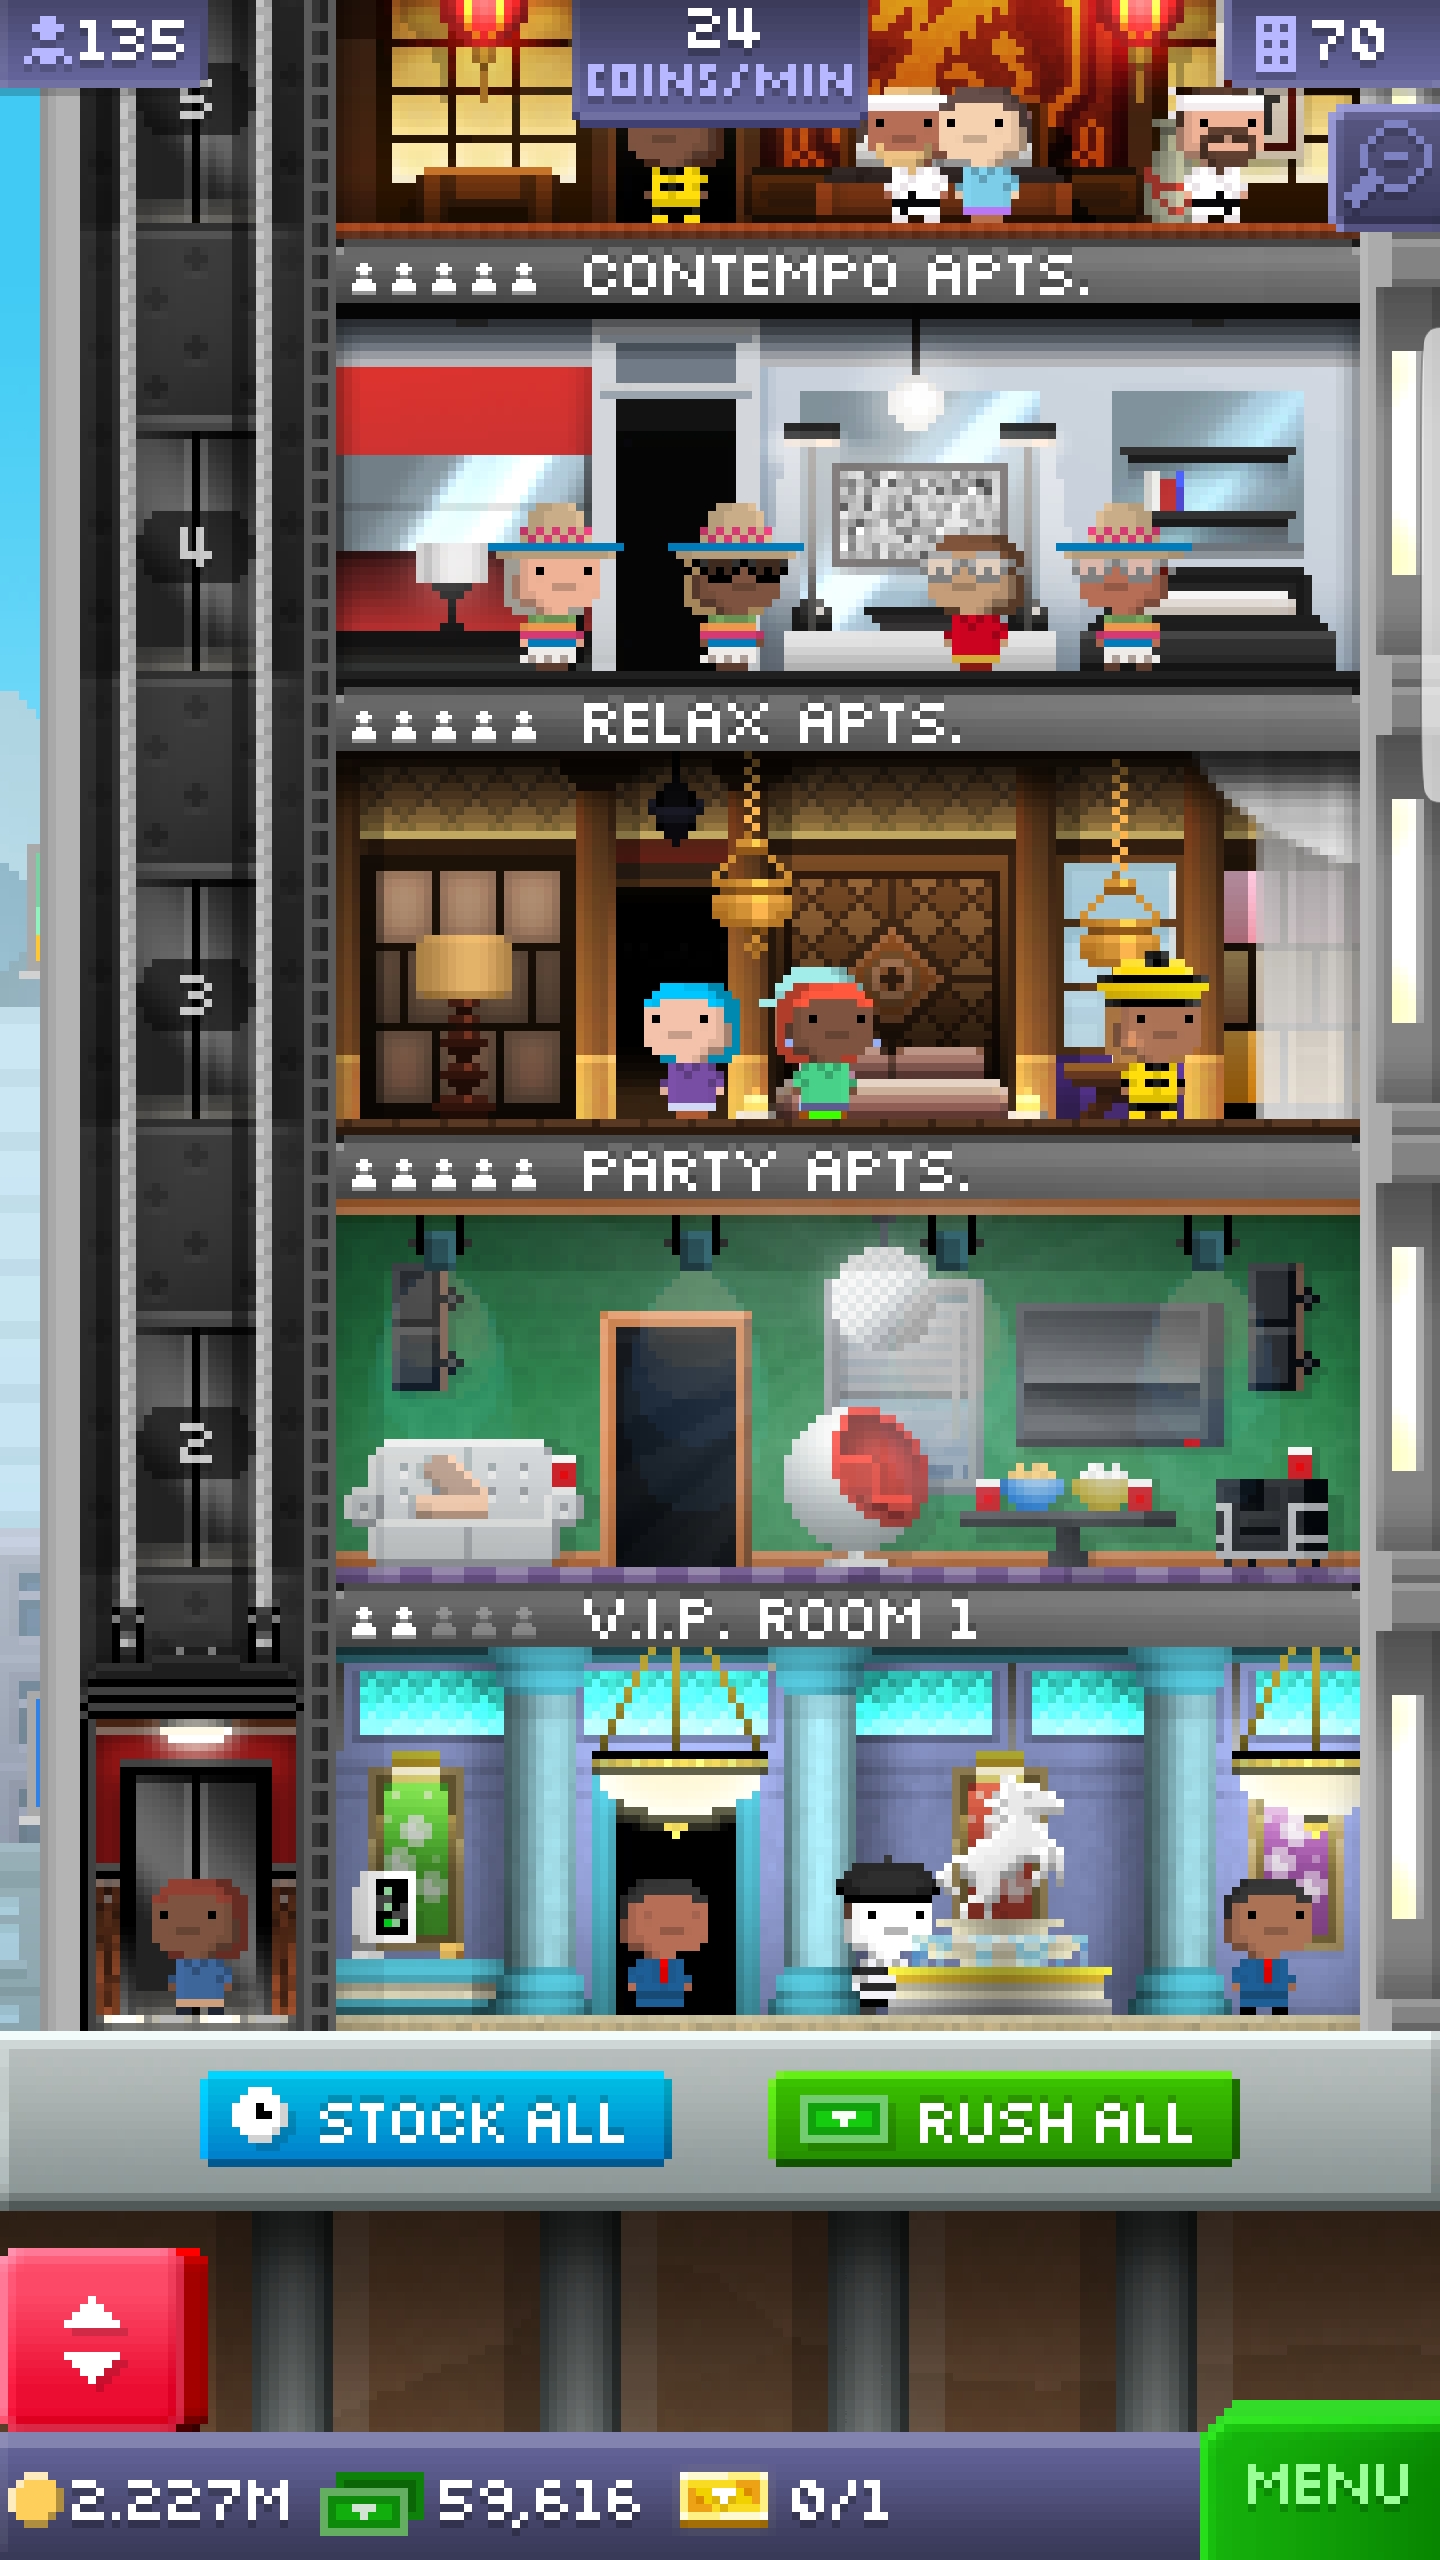 135
24
COINS/MIN
70
5
CONTEMPO APTS.
4
RELAX APTS.
3
PARTY APTS.
2
V.I.P. ROOM 1
STOCK ALL
RUSH ALL
2.227M
59,616
0/1
MENU